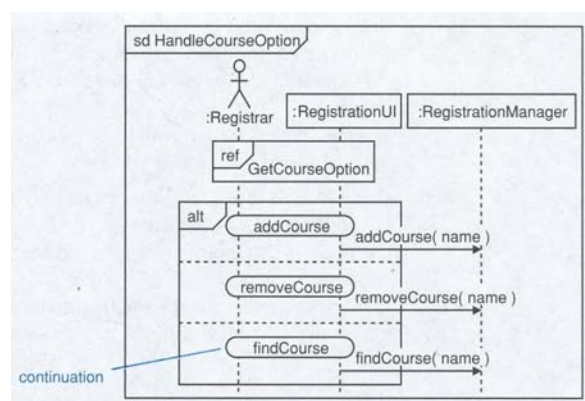 sd HandleCourseOption
:Registrar
:RegistrationUI
:RegistrationManager
ref
GetCourseOption
alt
addCourse
addCourse( name )
removeCourse
removeCourse( name )
findCourse
findCourse( name )
continuation